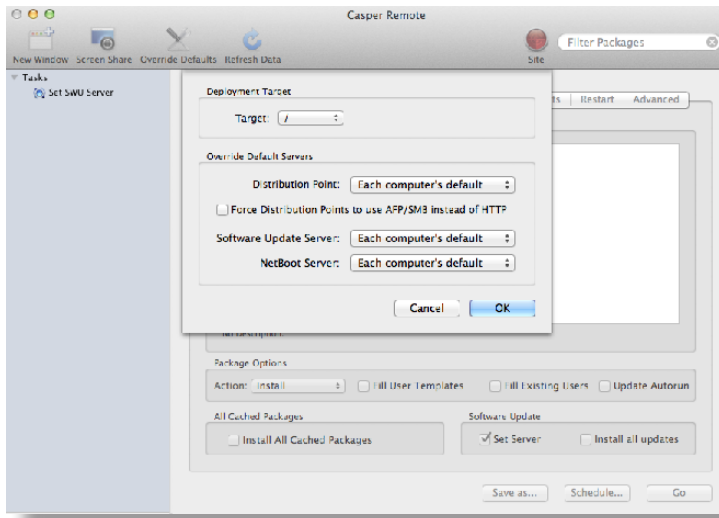 Casper Remote
New Window Screen Share Override Defaults Refresh Data Site Filter Packages
Tasks
Set SWU Server
Deployment Target
Target: /
ts Restart Advanced
Override Default Servers
Distribution Point: Each computer's default
Force Distribution Points to use AFP/SMB instead of HTTP
Software Update Server: Each computer's default
NetBoot Server: Each computer's default
Cancel OK
No Description.
Package Options
Action: Install Fill User Templates Fill Existing Users Update Autorun
All Cached Packages Software Update
Install All Cached Packages Set Server Install all updates
Save as... Schedule... Go